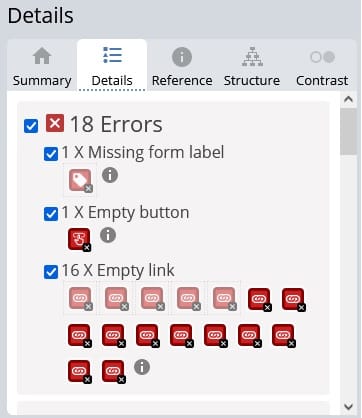 Details
Summary Details Reference Structure Contrast
18 Errors
1 X Missing form label
1 X Empty button
16 X Empty link